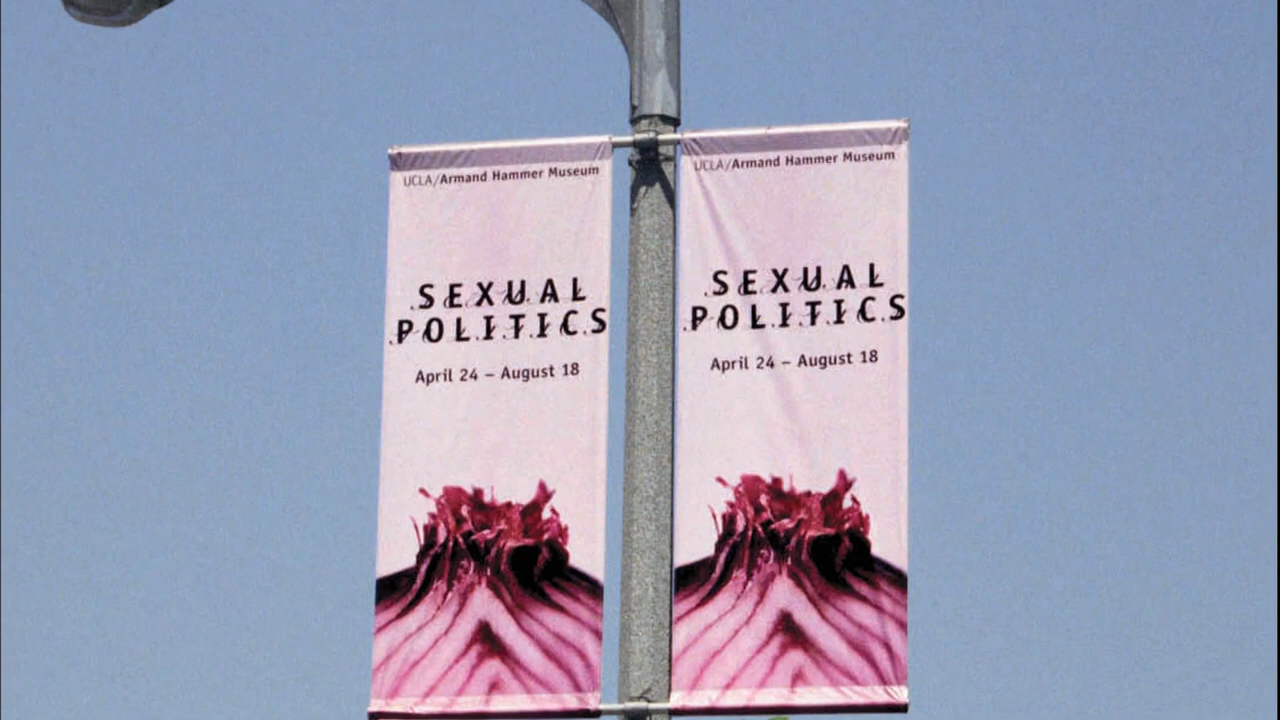 UCLA/Armand Hammer Museum
SEXUAL
POLITICS
April 24 – August 18
UCLA/Armand Hammer Museum
SEXUAL
POLITICS
April 24 – August 18